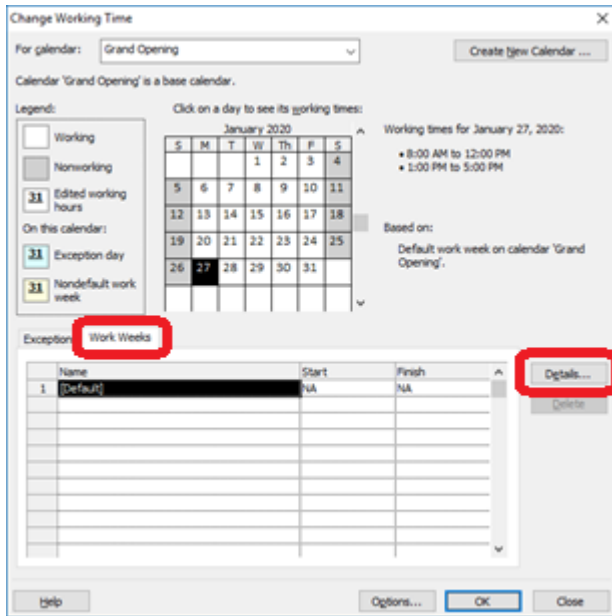 Change Working Time
For calendar: Grand Opening
Create New Calendar ...
Calendar 'Grand Opening' is a base calendar.
Legend:
Click on a day to see its working times:
Working
Nonworking
31 Edited working hours
On this calendar:
31 Exception day
31 Nondefault work week
January 2020
S M T W Th F S
1 2 3 4
5 6 7 8 9 10 11
12 13 14 15 16 17 18
19 20 21 22 23 24 25
26 27 28 29 30 31
Working times for January 27, 2020:
• 8:00 AM to 12:00 PM
• 1:00 PM to 5:00 PM
Based on:
Default work week on calendar 'Grand
Opening'.
Exception Work Weeks
Name Start Finish
1 [Default] NA NA
Details...
Delete
Help Options... OK Close